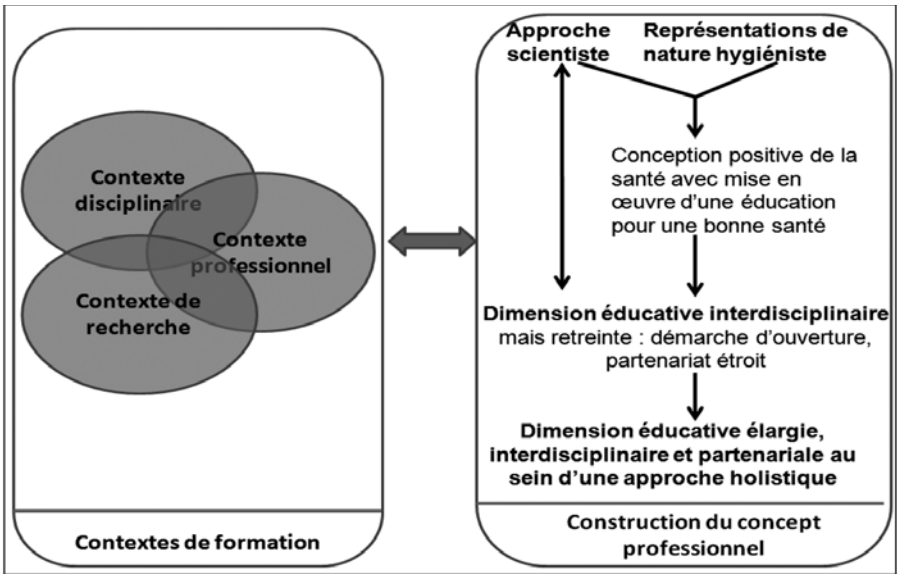 Contexte
disciplinaire
Contexte
professionnel
Contexte de
recherche
Contextes de formation
Approche
scientiste
Représentations de
nature hygiéniste
Conception positive de la
santé avec mise en
œuvre d'une éducation
pour une bonne santé
Dimension éducative interdisciplinaire
mais retreinte : démarche d'ouverture,
partenariat étroit
Dimension éducative élargie,
interdisciplinaire et partenariale au
sein d'une approche holistique
Construction du concept
professionnel